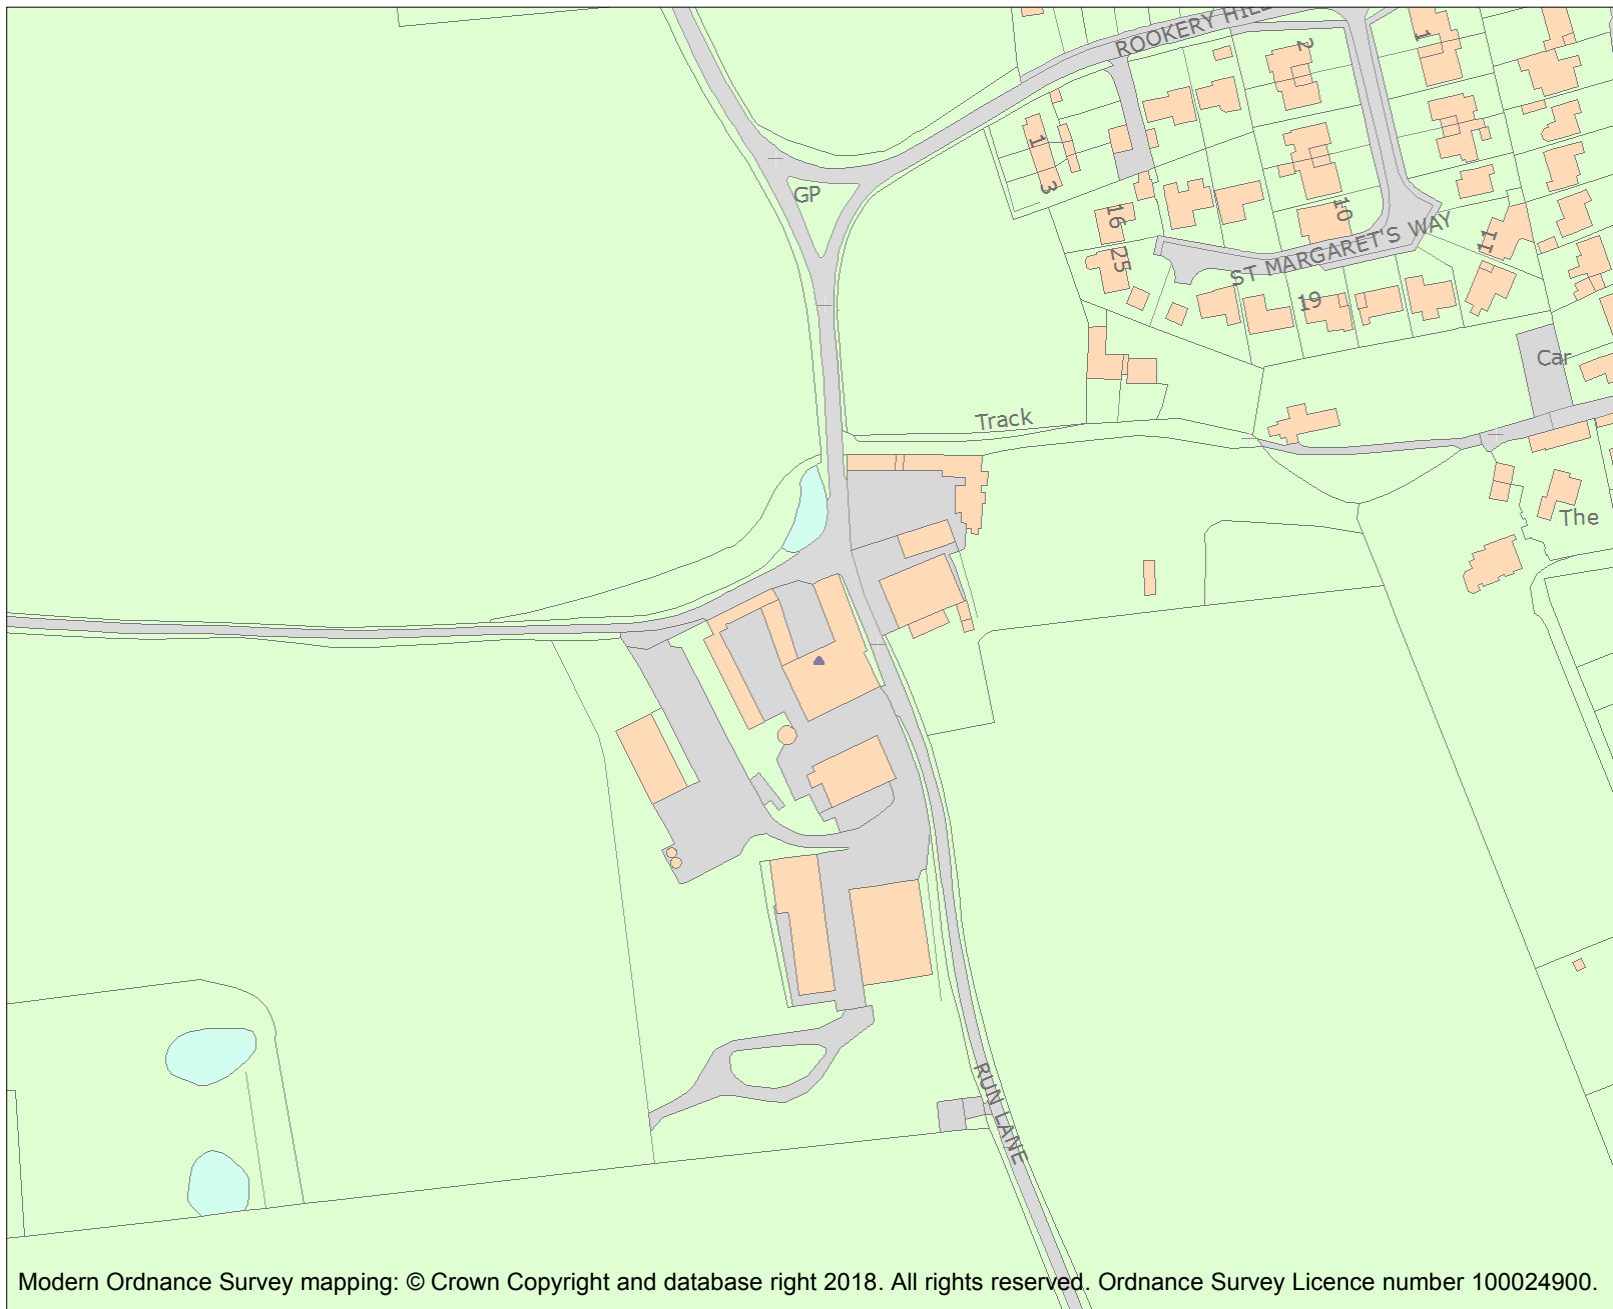 ROOKERY HILL
2
1
1
3
GP
16
10
ST MARGARET'S WAY
11
25
19
Car
Track
The
RUN LANE
Modern Ordnance Survey mapping: © Crown Copyright and database right 2018. All rights reserved. Ordnance Survey Licence number 100024900.